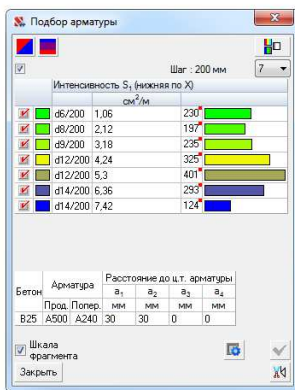 Подбор арматуры
Шаг : 200 мм
7
Интенсивность S₁ (нижняя по X)
см²/м
d6/200 1,06 230
d8/200 2,12 197
d9/200 3,18 235
d12/200 4,24 325
d12/200 5,3 401
d14/200 6,36 293
d14/200 7,42 124
Бетон Арматура Расстояние до ц.т. арматуры
a₁ a₂ a₃ a₄
Прод. Попер. мм мм мм мм
B25 A500 A240 30 30 0 0
Шкала
фрагмента
Закрыть